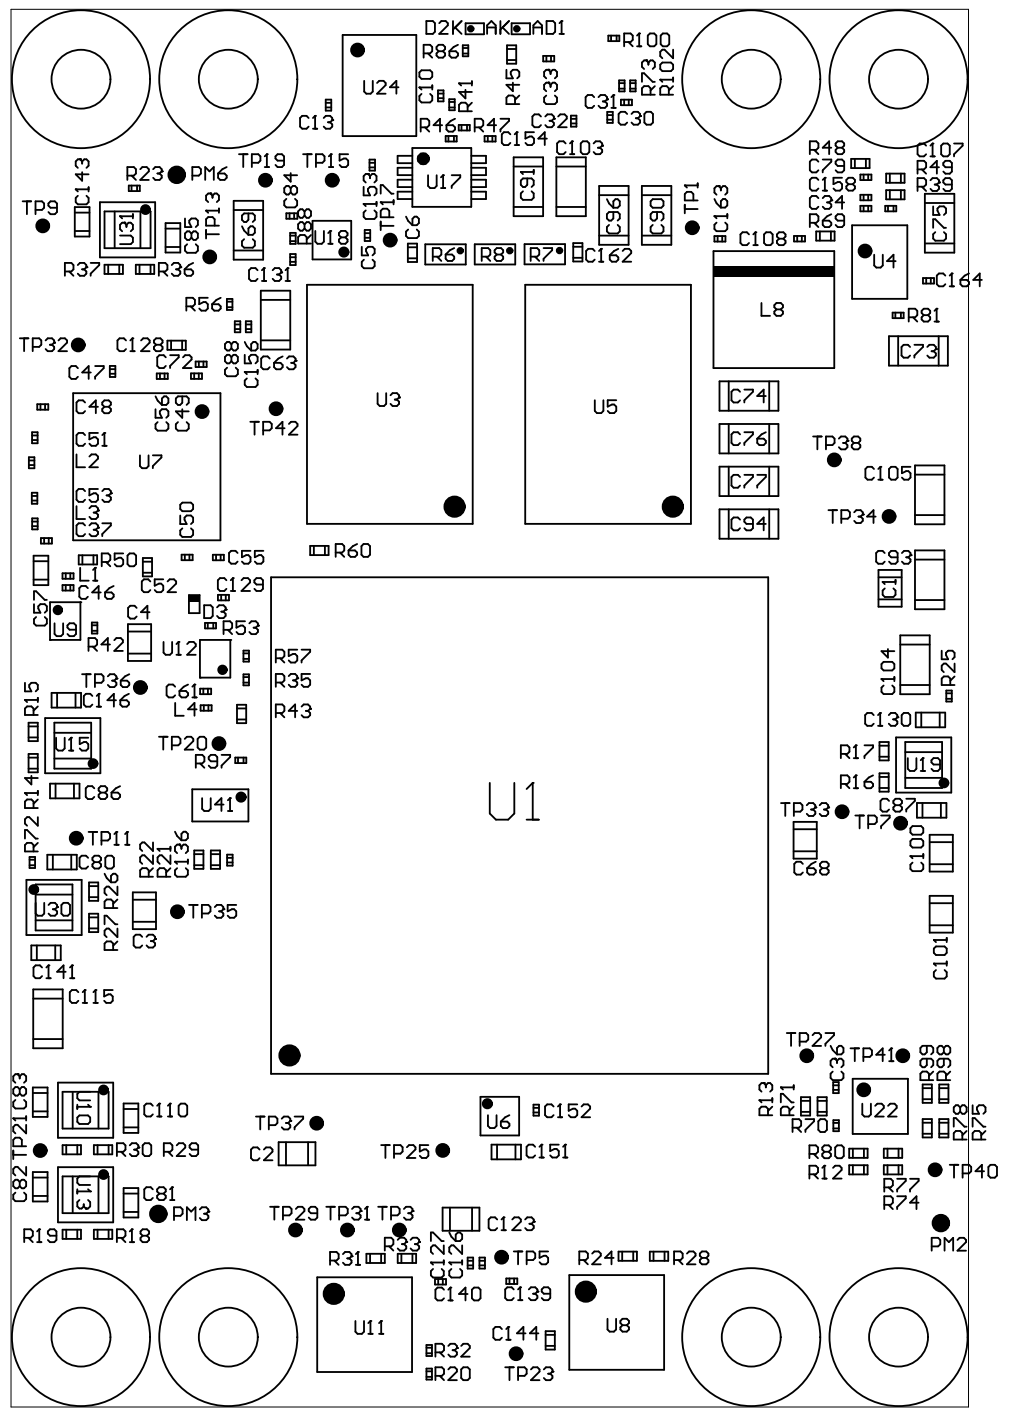 D2K AK AD1
R86
R100
U24
C10
R41
R45
C33
R73
R102
C31
C30
C32
C13
R46
R47
C154
C103
R48
C79
C158
C34
R69
C107
R49
R39
C143
R23
PM6
TP19
TP15
C84
C153
U17
C91
C96
C90
TP1
C163
C108
C75
TP9
U31
C85
TP13
C69
R88
U18
C5
TP17
C6
R6
R8
R7
C162
U4
C164
R37
R36
C131
R56
C63
C88
C156
L8
R81
C73
TP32
C128
C72
C47
C48
C56
C49
TP42
U3
U5
C74
C51
L2
U7
C76
TP38
C53
L3
C37
C50
C77
C105
C94
TP34
R50
C55
R60
C57
L1
C46
C52
C129
C93
C1
U9
R42
C4
D3
R53
U12
R57
R35
C104
R25
TP36
C61
L4
R43
R15
C146
C130
U15
TP20
R97
R17
R16
U19
R14
C86
U41
U1
TP33
C87
TP7
R72
TP11
C80
R22
R21
C136
C68
C100
U30
R26
R27
C3
TP35
C101
C141
C115
TP27
TP41
C36
R99
R98
C83
U10
C110
TP37
U6
C152
R13
R71
R70
U22
R78
R75
TP21
R30
R29
C2
TP25
C151
R80
R12
TP40
C82
U13
C81
PM3
R77
R74
R19
R18
TP29
TP31
TP3
C123
PM2
R31
R33
C127
C126
TP5
R24
R28
C140
C139
U11
C144
U8
R32
R20
TP23